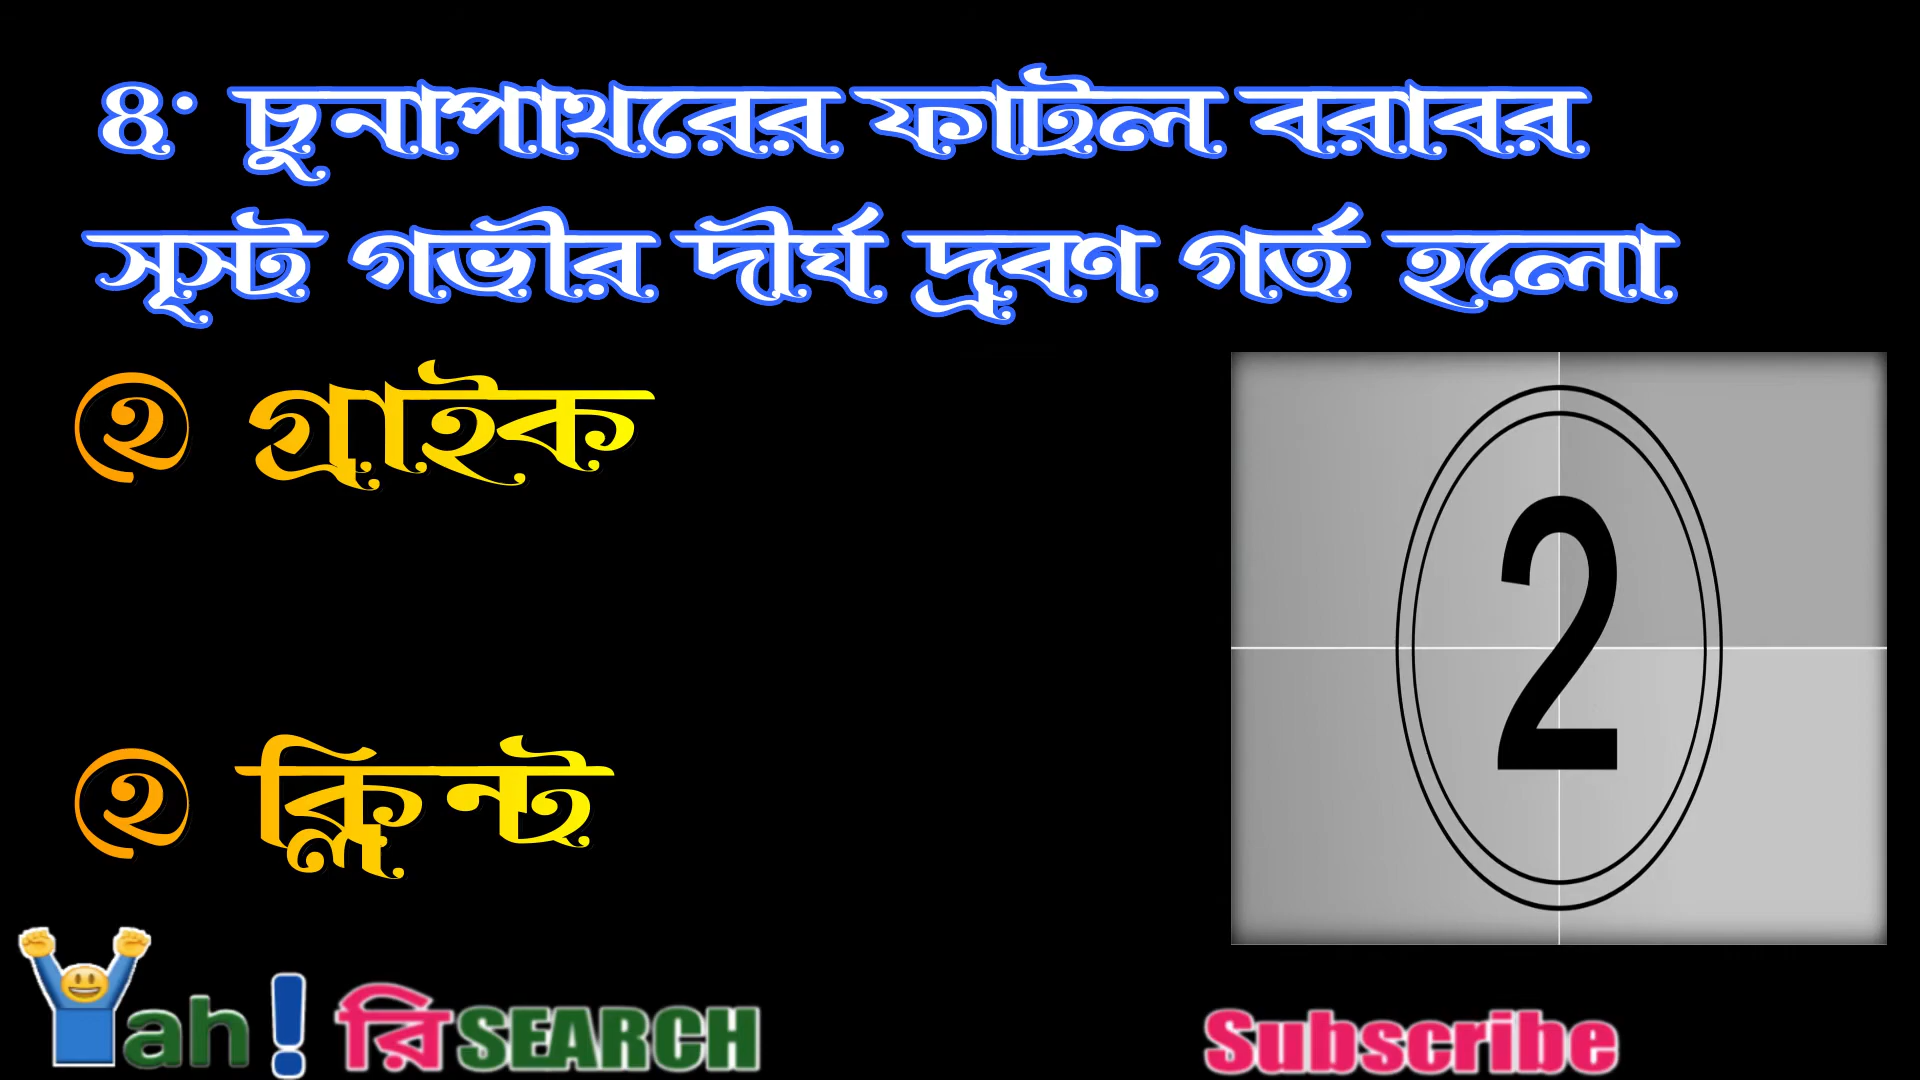 ৪· চুনাপাথরের ফাটল বরাবর
সৃস্ট গভীর দীর্ঘ দ্রবণ গর্ত হলো
গ্রাইক
2
ক্লিন্ট
Yah! রিSEARCH
Subscribe